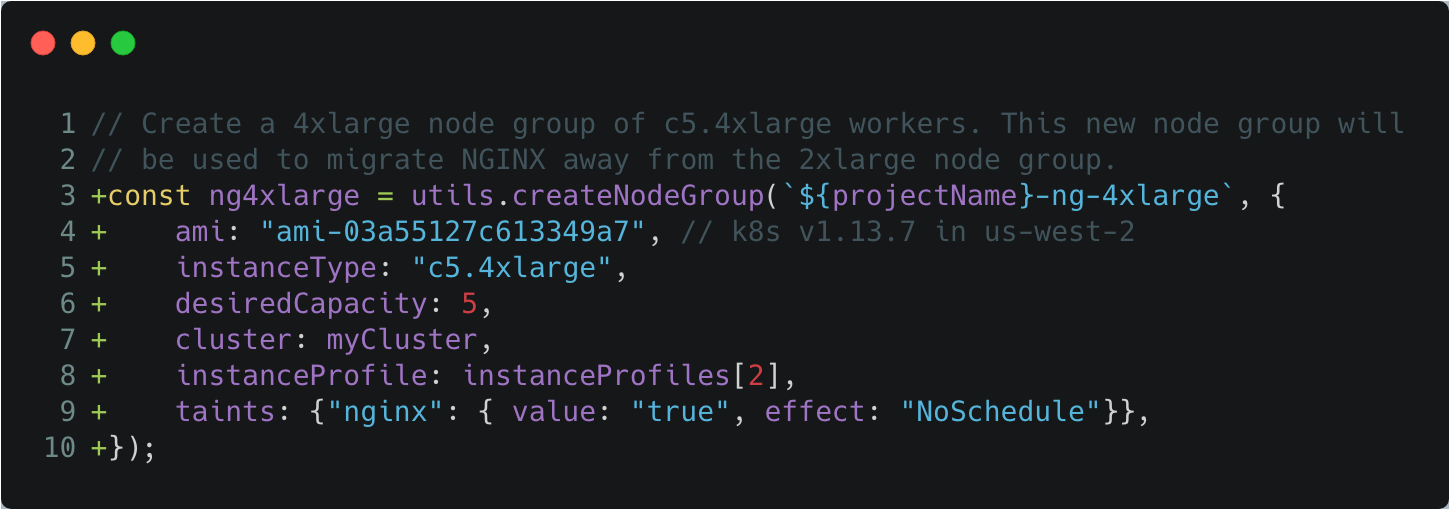 1 // Create a 4xlarge node group of c5.4xlarge workers. This new node group will
2 // be used to migrate NGINX away from the 2xlarge node group.
3 +const ng4xlarge = utils.createNodeGroup(`${projectName}-ng-4xlarge`, {
4 +    ami: "ami-03a55127c613349a7", // k8s v1.13.7 in us-west-2
5 +    instanceType: "c5.4xlarge",
6 +    desiredCapacity: 5,
7 +    cluster: myCluster,
8 +    instanceProfile: instanceProfiles[2],
9 +    taints: {"nginx": { value: "true", effect: "NoSchedule"}},
10 +});